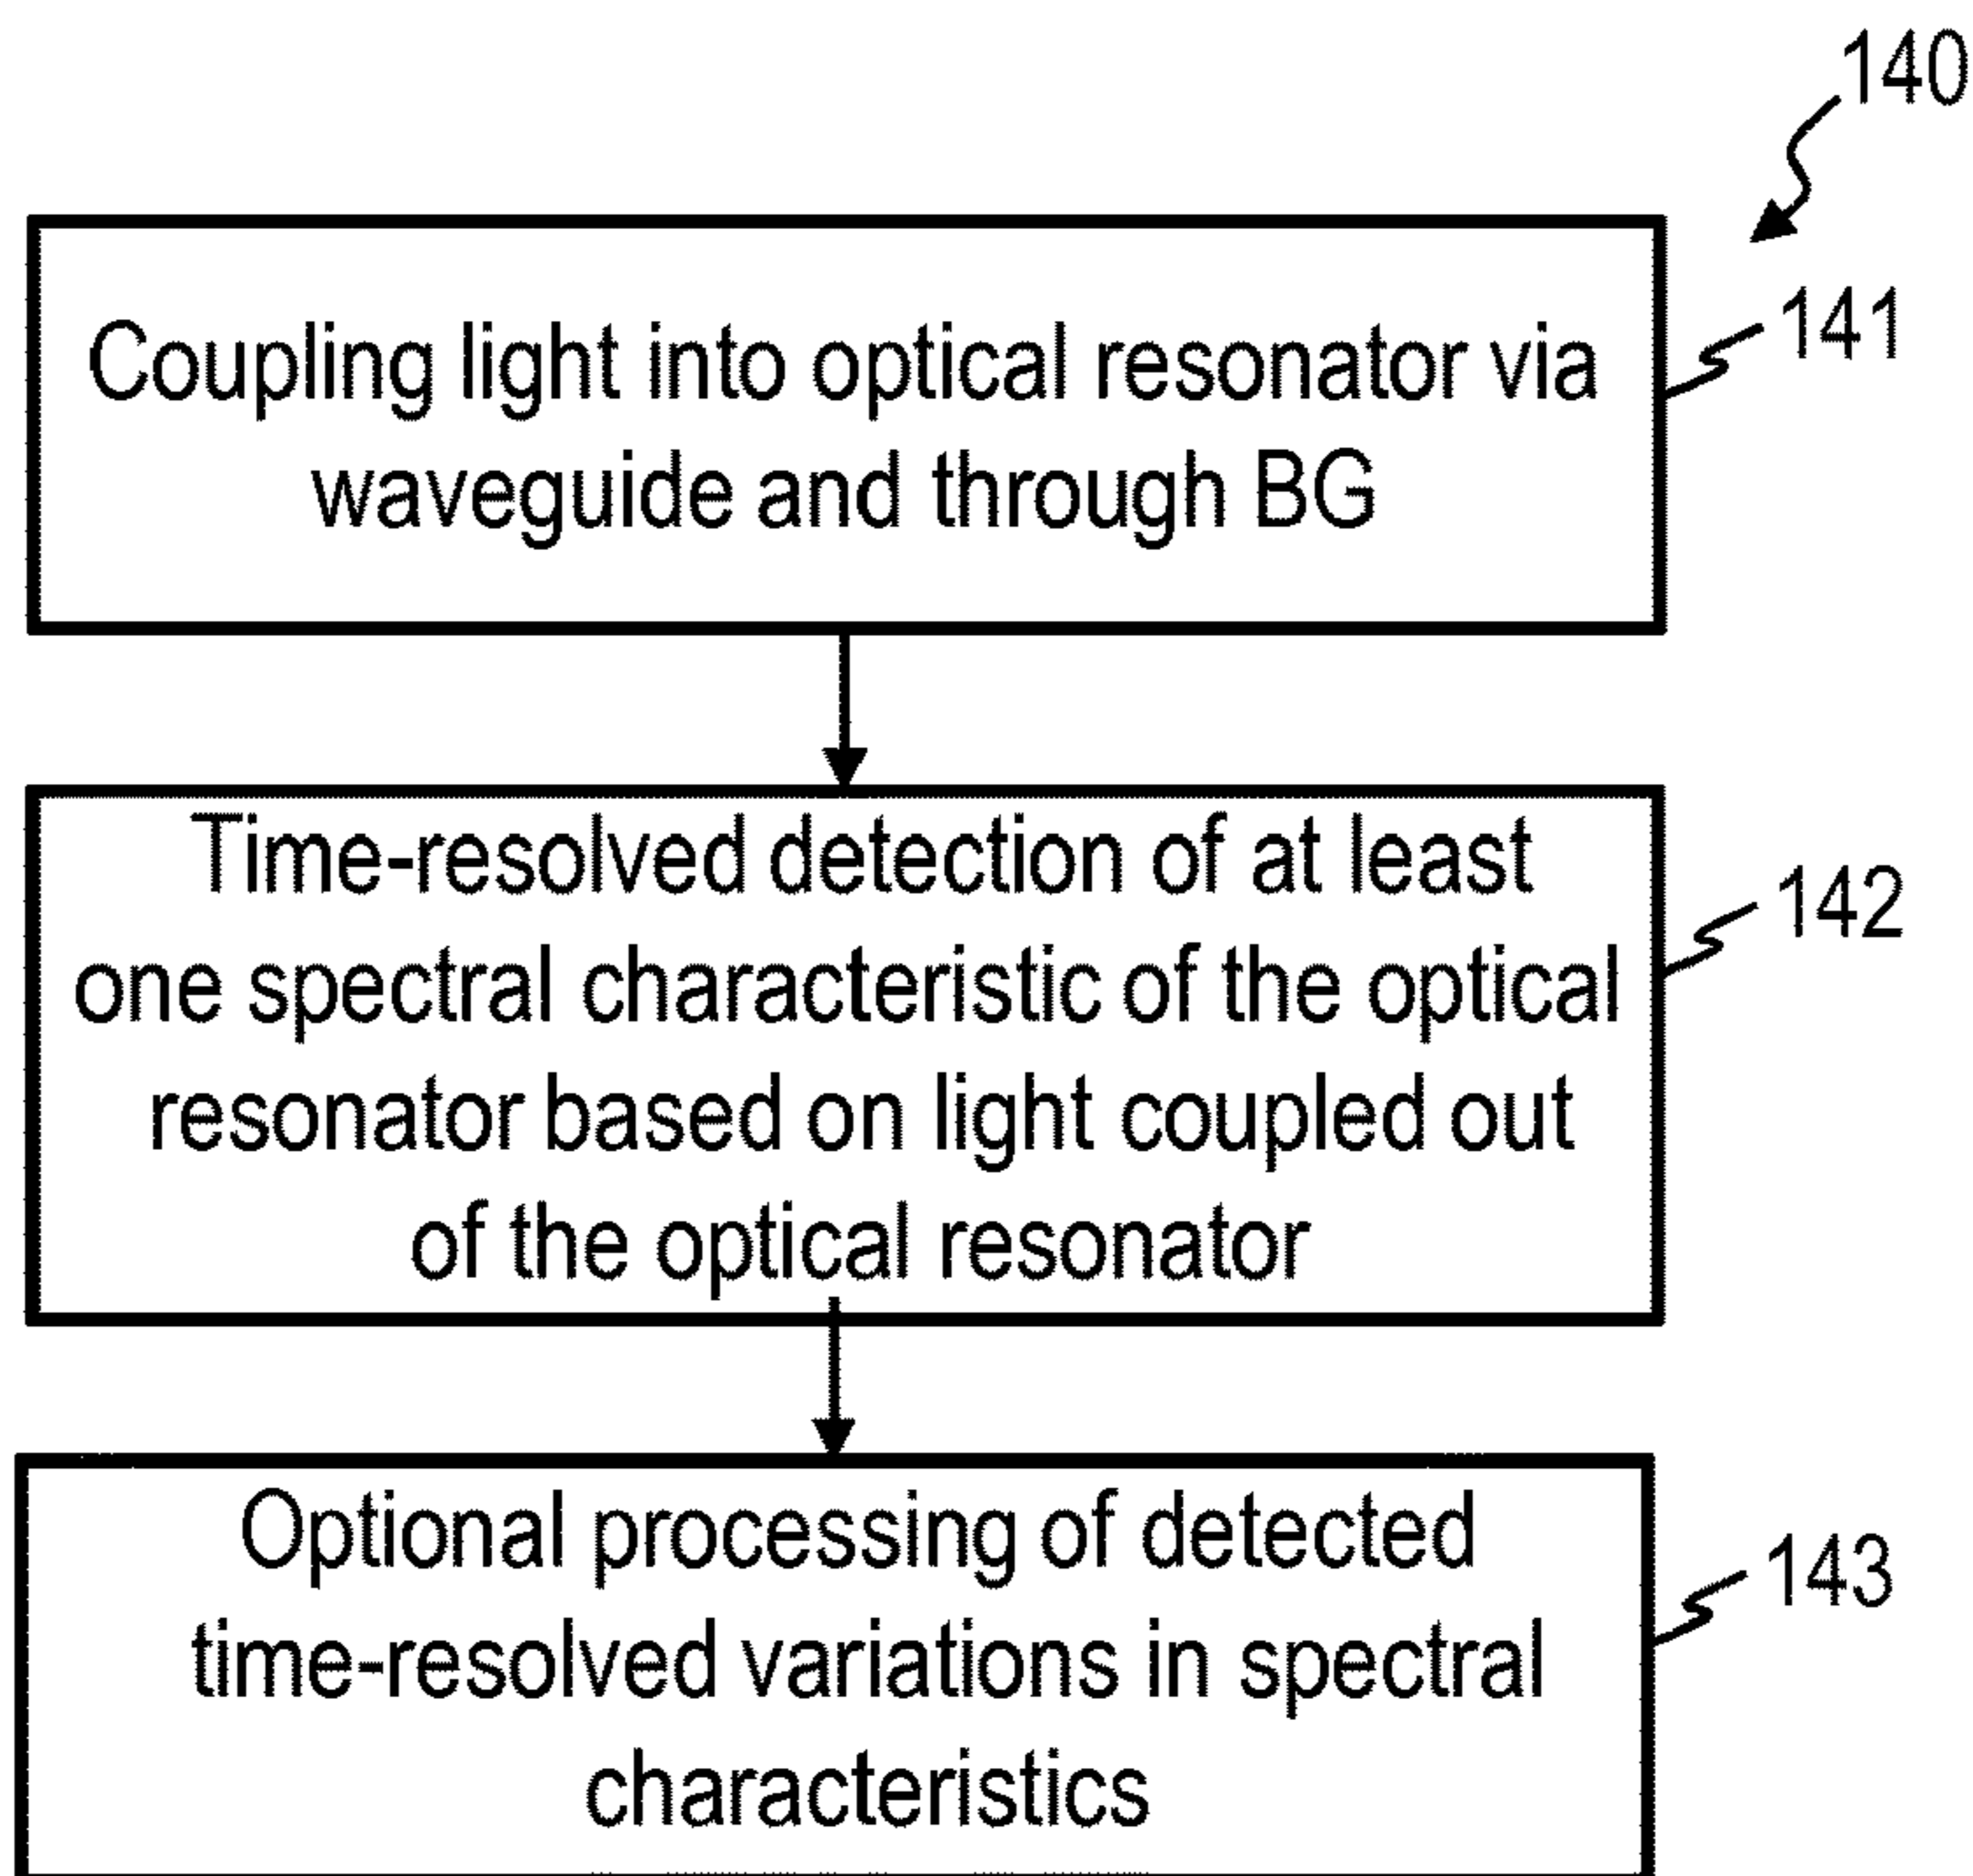 140
Coupling light into optical resonator via
waveguide and through BG
141
Time-resolved detection of at least
one spectral characteristic of the optical
resonator based on light coupled out
of the optical resonator
142
Optional processing of detected
time-resolved variations in spectral
characteristics
143